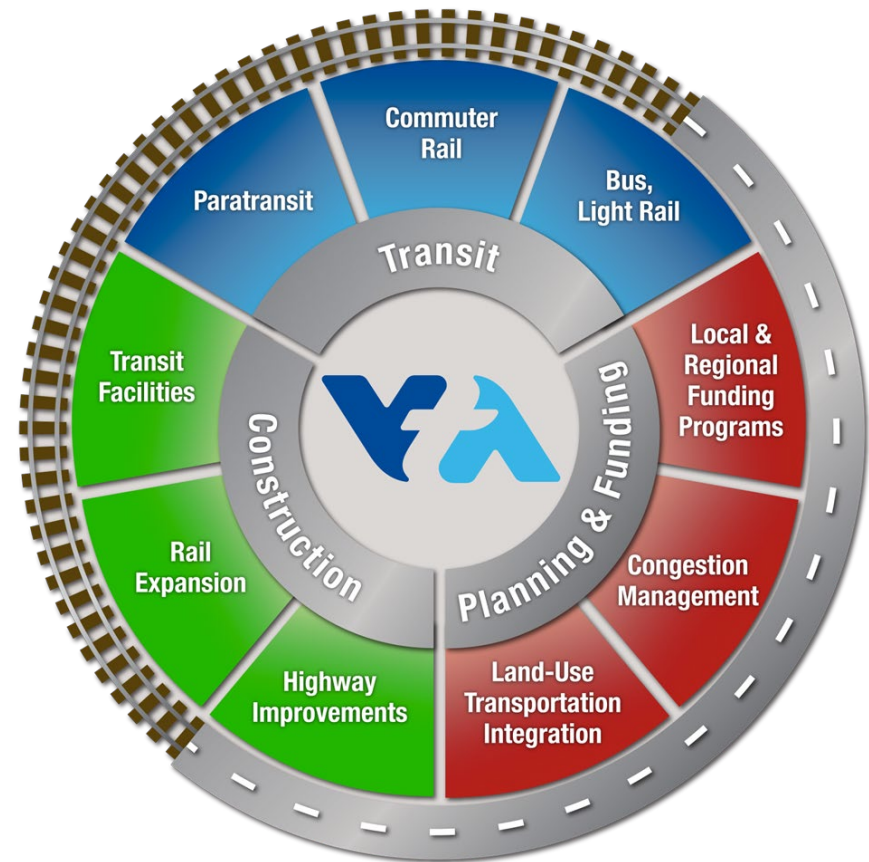 Commuter
Rail
Bus,
Light Rail
Paratransit
Transit
Local &
Regional
Funding
Programs
Transit
Facilities
VTA
Construction
Planning & Funding
Rail
Expansion
Congestion
Management
Highway
Improvements
Land-Use
Transportation
Integration